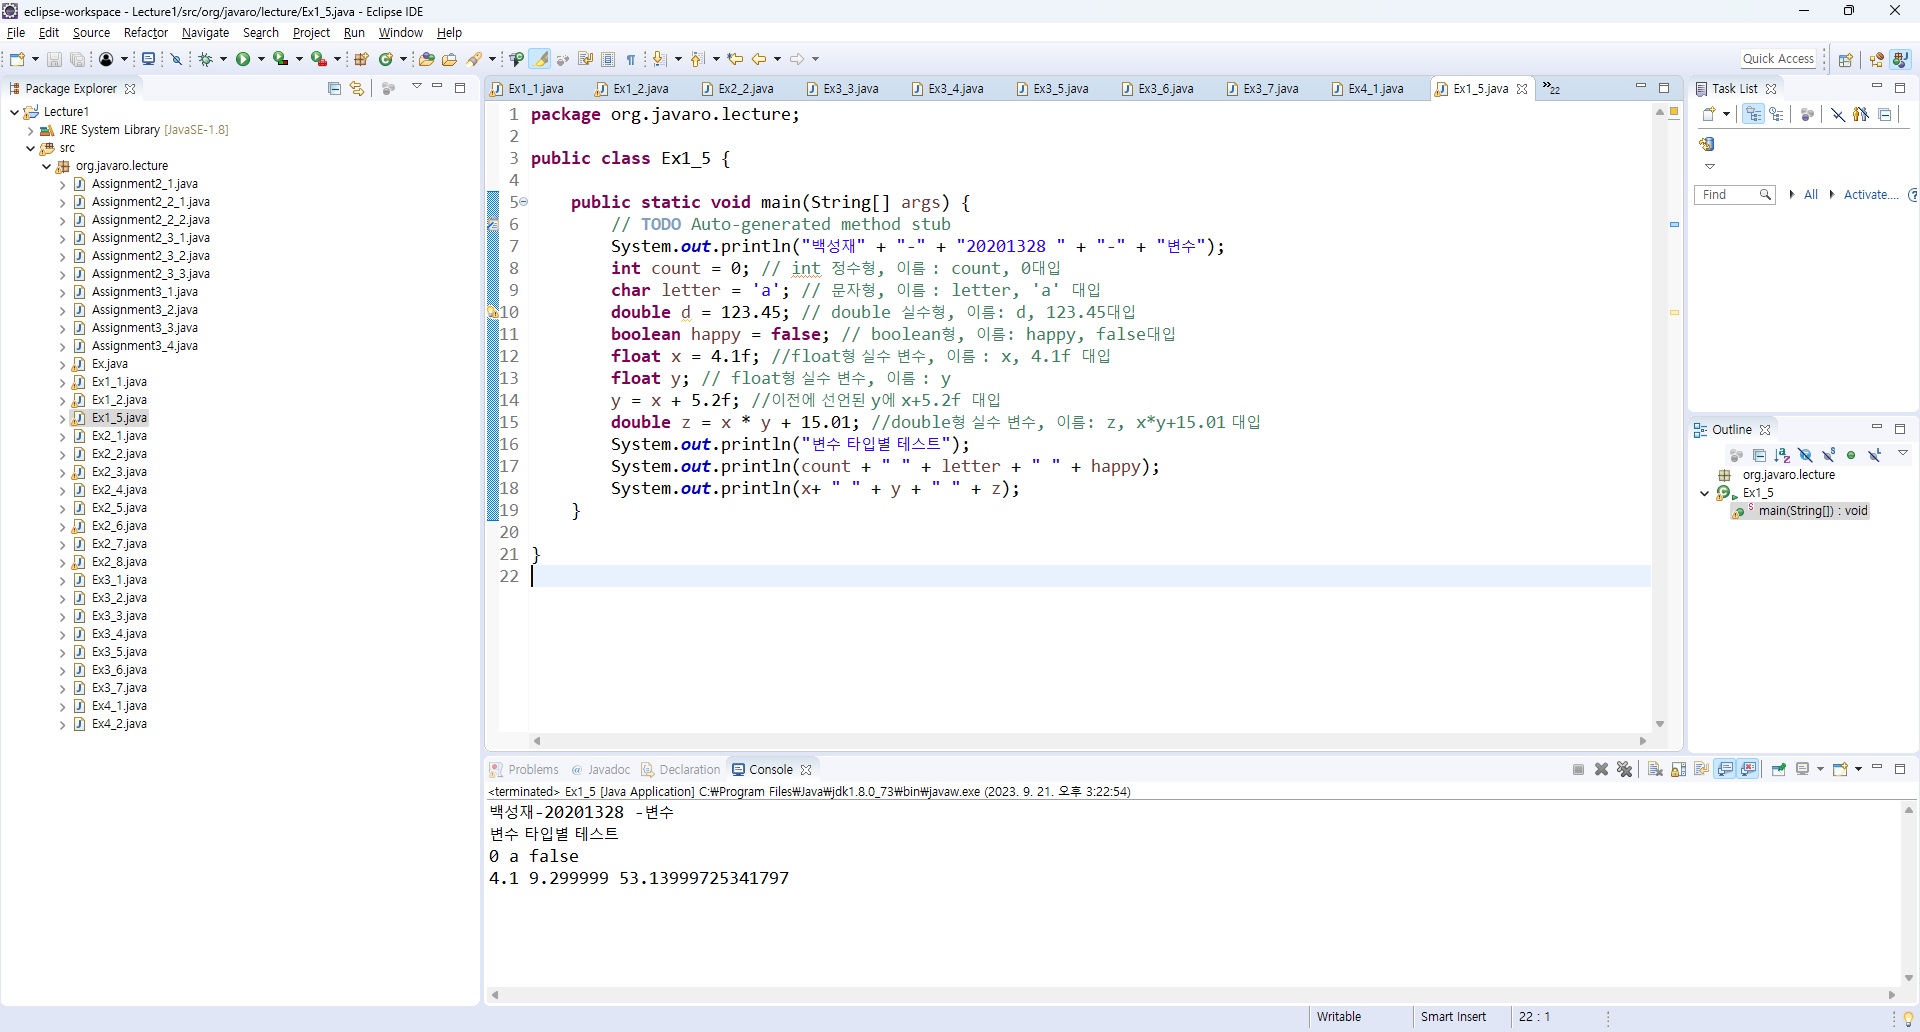 eclipse-workspace - Lecture1/src/org/javaro/lecture/Ex1_5.java - Eclipse IDE
File Edit Source Refactor Navigate Search Project Run Window Help
Quick Access
Package Explorer
Lecture1
JRE System Library [JavaSE-1.8]
src
org.javaro.lecture
Assignment2_1.java
Assignment2_2_1.java
Assignment2_2_2.java
Assignment2_3_1.java
Assignment2_3_2.java
Assignment2_3_3.java
Assignment3_1.java
Assignment3_2.java
Assignment3_3.java
Assignment3_4.java
Ex.java
Ex1_1.java
Ex1_2.java
Ex1_5.java
Ex2_1.java
Ex2_2.java
Ex2_3.java
Ex2_4.java
Ex2_5.java
Ex2_6.java
Ex2_7.java
Ex2_8.java
Ex3_1.java
Ex3_2.java
Ex3_3.java
Ex3_4.java
Ex3_5.java
Ex3_6.java
Ex3_7.java
Ex4_1.java
Ex4_2.java
Ex1_1.java Ex1_2.java Ex2_2.java Ex3_3.java Ex3_4.java Ex3_5.java Ex3_6.java Ex3_7.java Ex4_1.java Ex1_5.java »22
1 package org.javaro.lecture;
2
3 public class Ex1_5 {
4
5 public static void main(String[] args) {
6 // TODO Auto-generated method stub
7 System.out.println("백성재" + "-" + "20201328 " + "-" + "변수");
8 int count = 0; // int 정수형, 이름 : count, 0대입
9 char letter = 'a'; // 문자형, 이름 : letter, 'a' 대입
10 double d = 123.45; // double 실수형, 이름: d, 123.45대입
11 boolean happy = false; // boolean형, 이름: happy, false대입
12 float x = 4.1f; //float형 실수 변수, 이름 : x, 4.1f 대입
13 float y; // float형 실수 변수, 이름 : y
14 y = x + 5.2f; //이전에 선언된 y에 x+5.2f 대입
15 double z = x * y + 15.01; //double형 실수 변수, 이름: z, x*y+15.01 대입
16 System.out.println("변수 타입별 테스트");
17 System.out.println(count + " " + letter + " " + happy);
18 System.out.println(x+ " " + y + " " + z);
19 }
20
21 }
22
Task List
Find All Activate....
Outline
org.javaro.lecture
Ex1_5
main(String[]) : void
Problems Javadoc Declaration Console
<terminated> Ex1_5 [Java Application] C:₩Program Files₩Java₩jdk1.8.0_73₩bin₩javaw.exe (2023. 9. 21. 오후 3:22:54)
백성재-20201328 -변수
변수 타입별 테스트
0 a false
4.1 9.299999 53.13999725341797
Writable Smart Insert 22 : 1